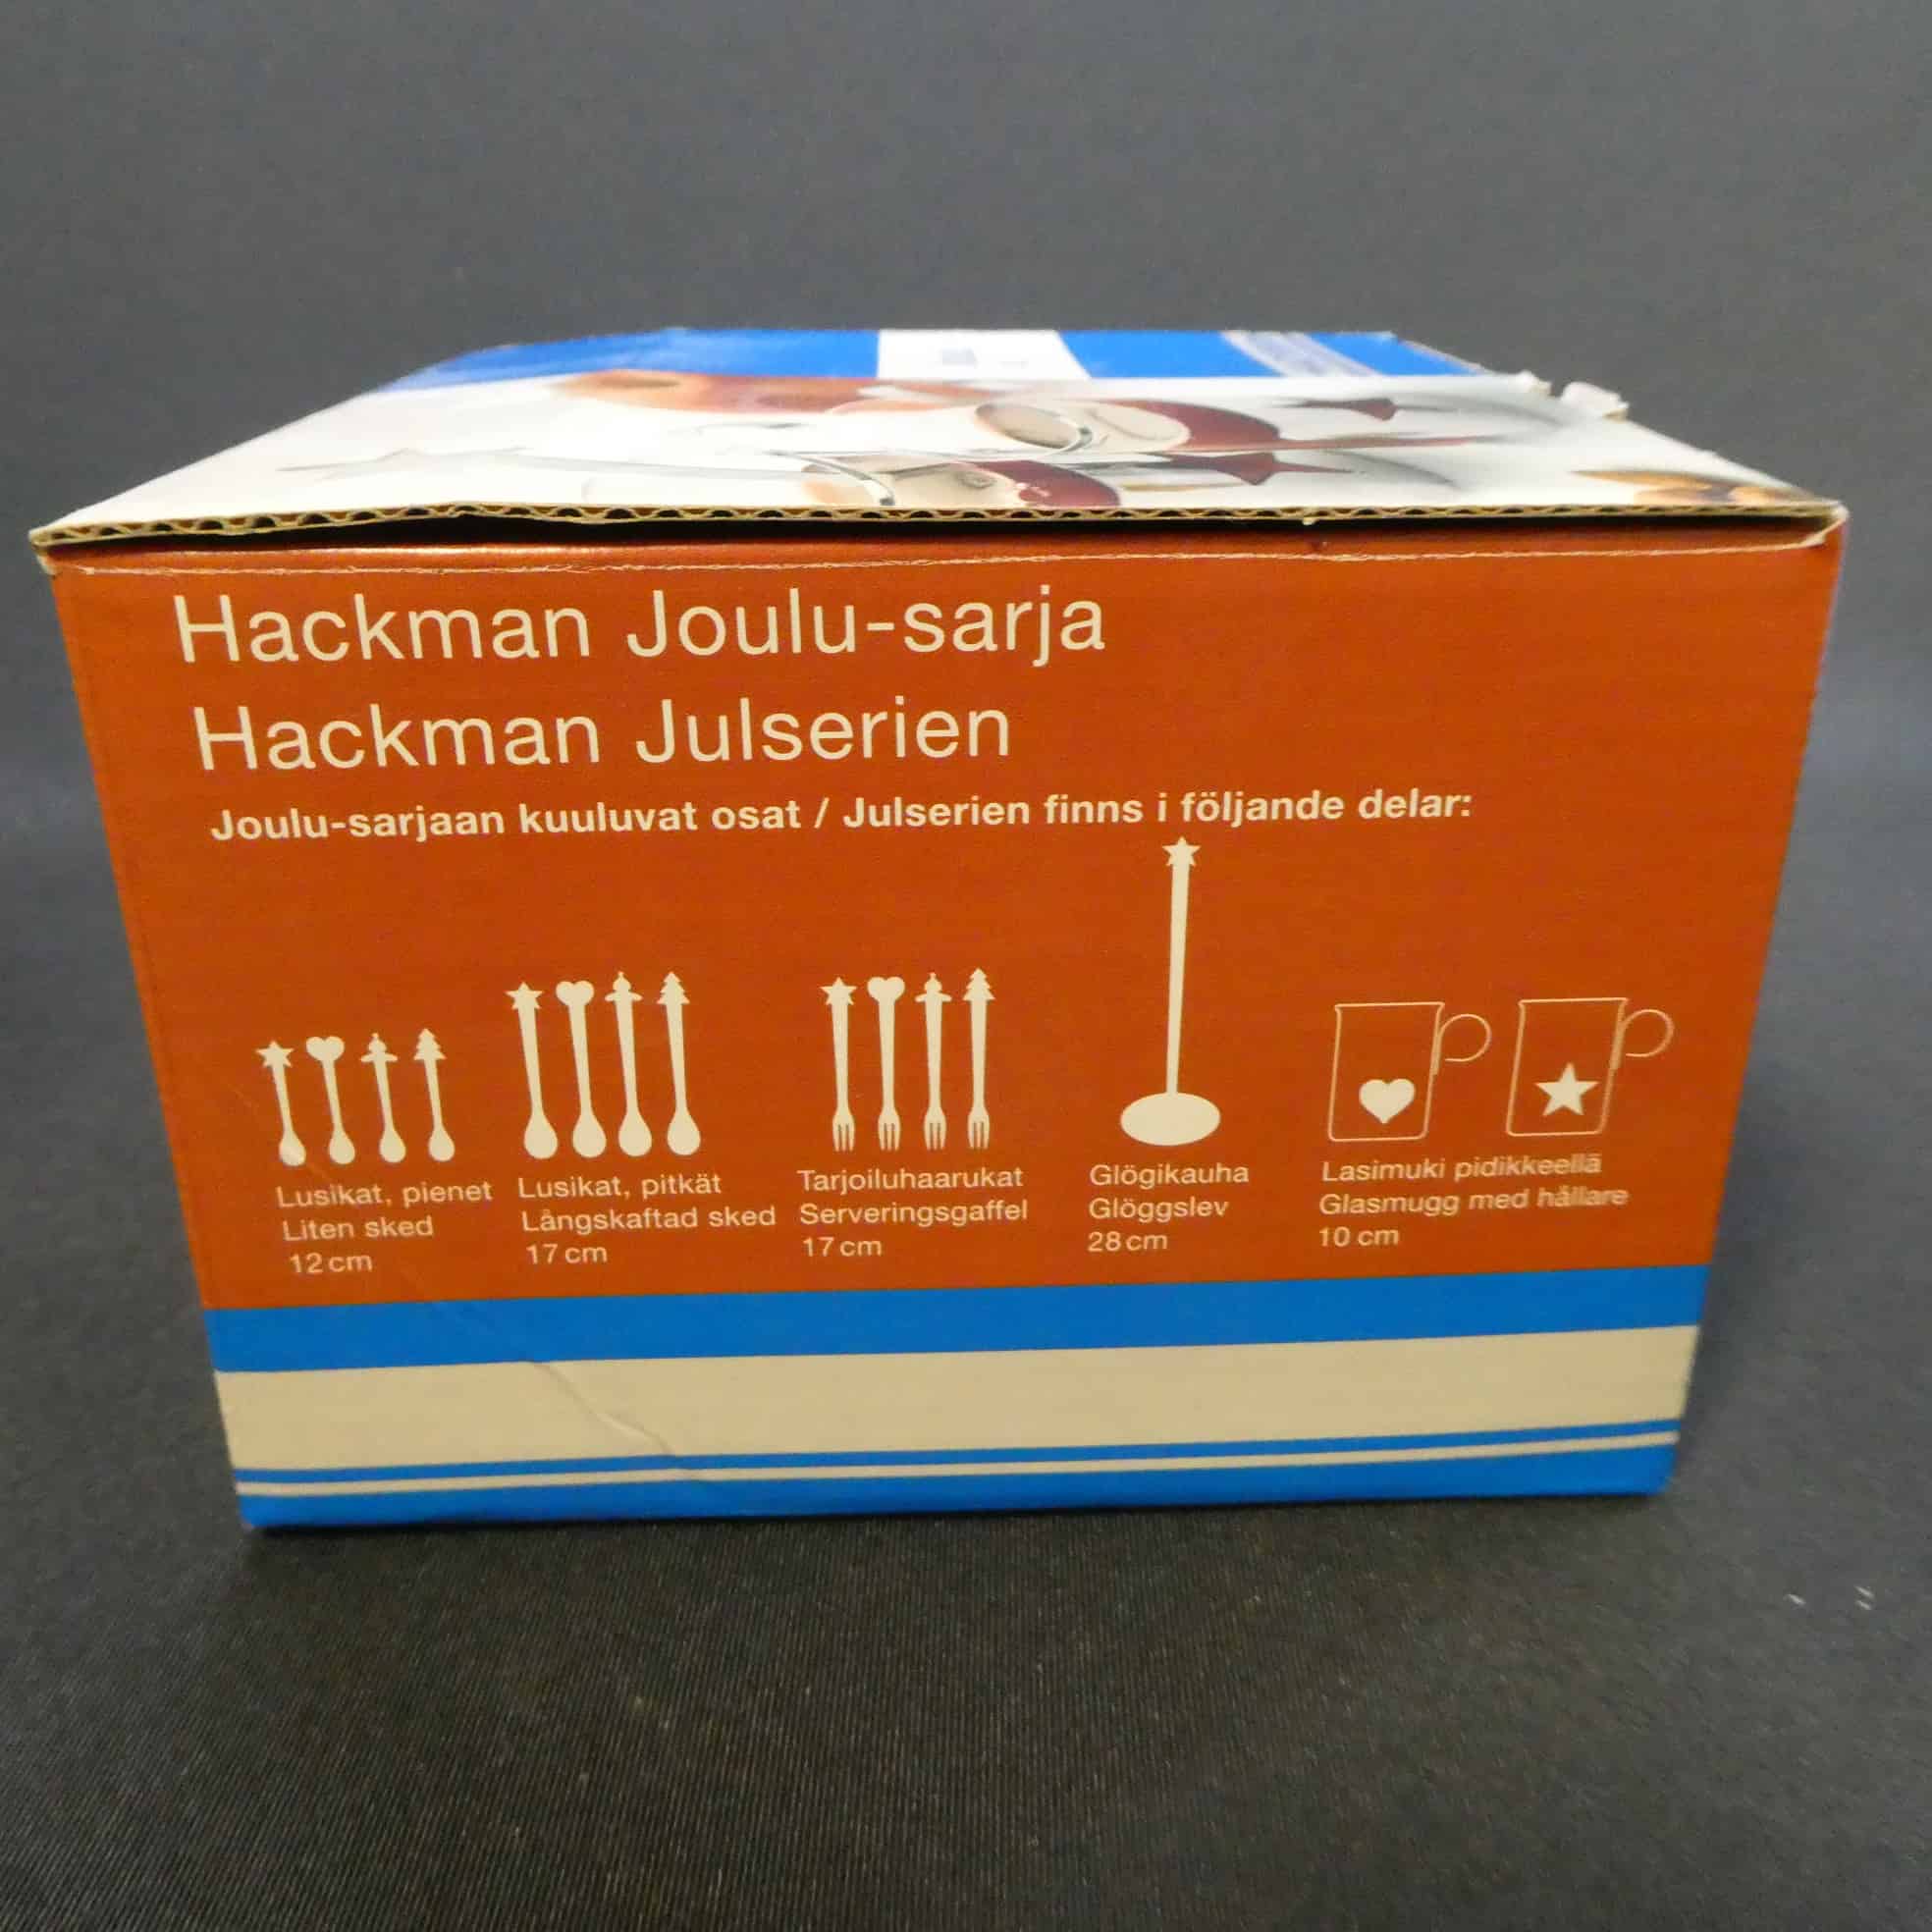 Hackman Joulu-sarja
Hackman Julserien
Joulu-sarjaan kuuluvat osat / Julserien finns i följande delar:
Lusikat, pienet
Liten sked
12 cm
Lusikat, pitkät
Långskaftad sked
17 cm
Tarjoiluhaarukat
Serveringsgaffel
17 cm
Glögikauha
Glöggslev
28 cm
Lasimuki pidikkeellä
Glasmugg med hållare
10 cm